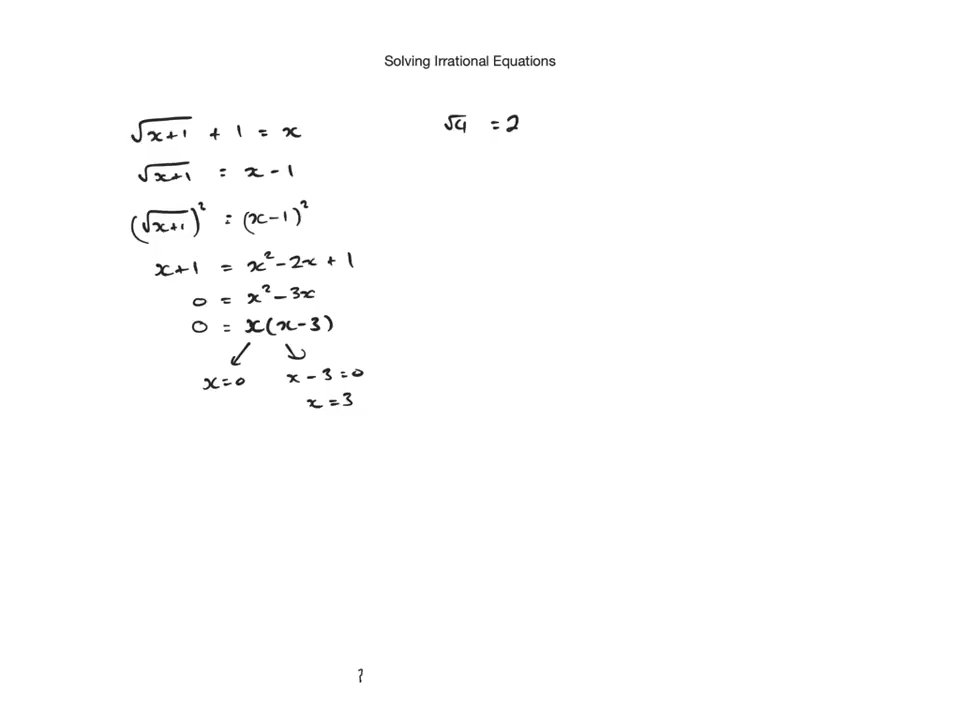 Solving Irrational Equations
√(x+1) + 1 = x
√(x+1) = x - 1
(√(x+1))² = (x-1)²
x+1 = x² - 2x + 1
0 = x² - 3x
0 = x(x-3)
x=0 x - 3 = 0
x = 3
√4 = 2